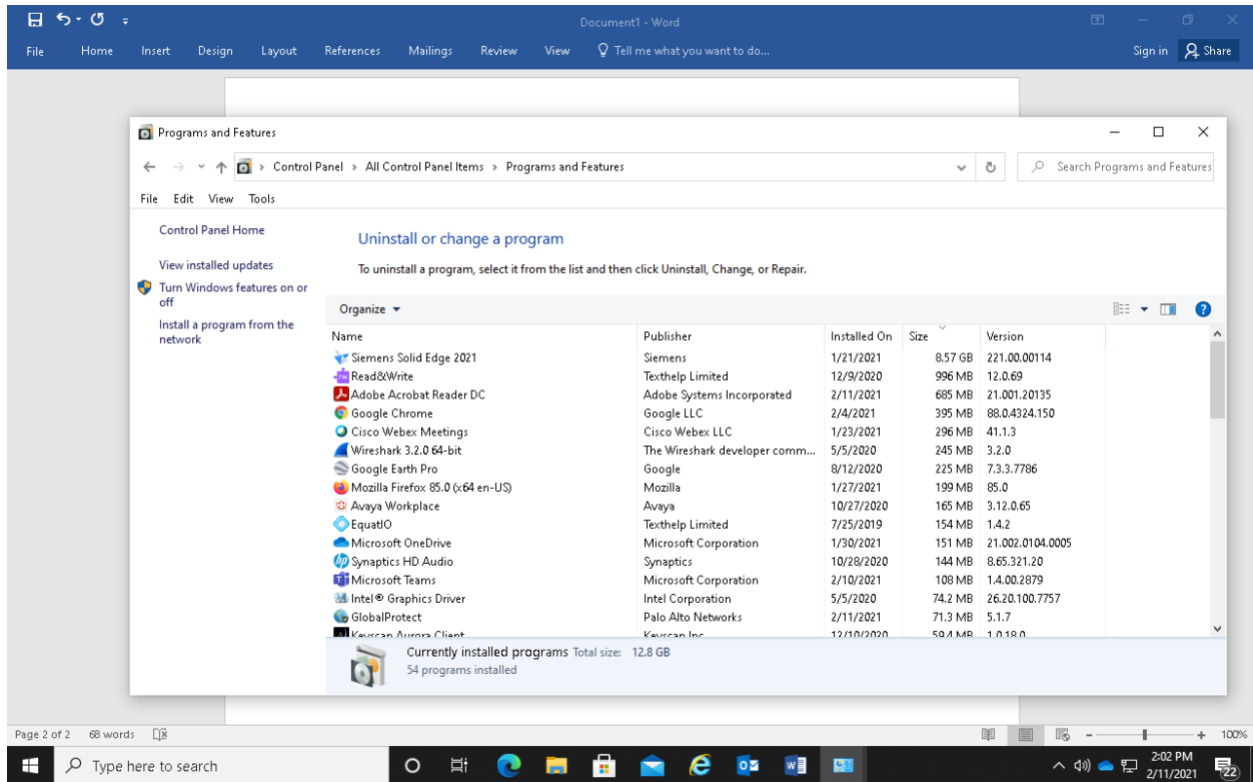 Document1 - Word
File Home Insert Design Layout References Mailings Review View Tell me what you want to do... Sign in Share
Programs and Features
Control Panel > All Control Panel Items > Programs and Features Search Programs and Features
File Edit View Tools
Control Panel Home
View installed updates
Turn Windows features on or
off
Install a program from the
network
Uninstall or change a program
To uninstall a program, select it from the list and then click Uninstall, Change, or Repair.
Organize
Name Publisher Installed On Size Version
Siemens Solid Edge 2021 Siemens 1/21/2021 8.57 GB 221.00.00114
Read&Write Texthelp Limited 12/9/2020 996 MB 12.0.69
Adobe Acrobat Reader DC Adobe Systems Incorporated 2/11/2021 685 MB 21.001.20135
Google Chrome Google LLC 2/4/2021 395 MB 88.0.4324.150
Cisco Webex Meetings Cisco Webex LLC 1/23/2021 296 MB 41.1.3
Wireshark 3.2.0 64-bit The Wireshark developer comm... 5/5/2020 245 MB 3.2.0
Google Earth Pro Google 8/12/2020 225 MB 7.3.3.7786
Mozilla Firefox 85.0 (x64 en-US) Mozilla 1/27/2021 199 MB 85.0
Avaya Workplace Avaya 10/27/2020 165 MB 3.12.0.65
EquatIO Texthelp Limited 7/25/2019 154 MB 1.4.2
Microsoft OneDrive Microsoft Corporation 1/30/2021 151 MB 21.002.0104.0005
Synaptics HD Audio Synaptics 10/28/2020 144 MB 8.65.321.20
Microsoft Teams Microsoft Corporation 2/10/2021 108 MB 1.4.00.2879
Intel® Graphics Driver Intel Corporation 5/5/2020 74.2 MB 26.20.100.7757
GlobalProtect Palo Alto Networks 2/11/2021 71.3 MB 5.1.7
Keyscan Aurora Client Keyscan Inc. 12/10/2020 59.4 MB 1.0.18.0
Currently installed programs Total size: 12.8 GB
54 programs installed
Page 2 of 2 68 words 100%
Type here to search 2:02 PM
2/11/2021 22